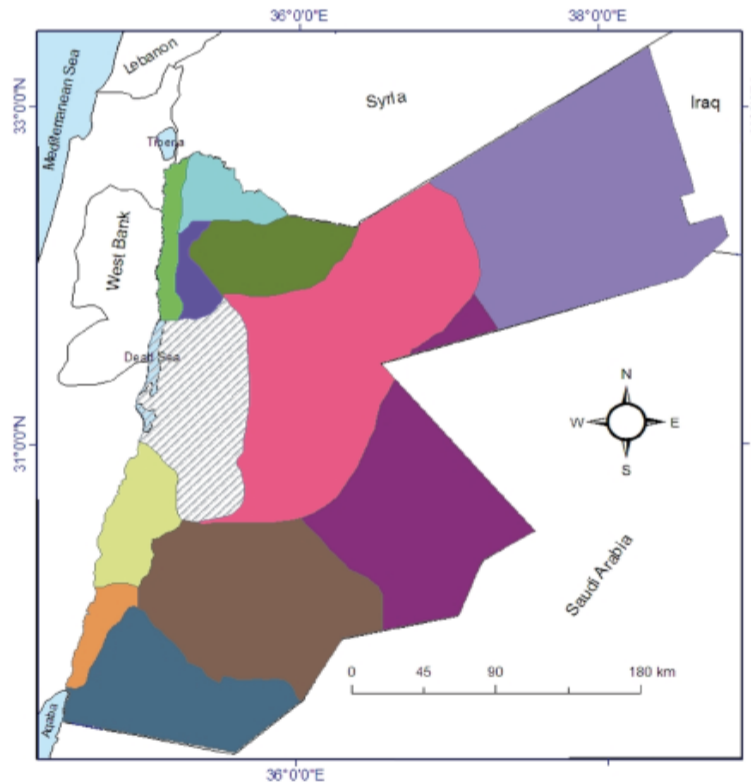 36°0'0"E
38°0'0"E
Mediterranean Sea
Lebanon
Syria
Iraq
33°0'0"N
Tiberia
West Bank
Dead Sea
N
W
E
S
31°0'0"N
Saudi Arabia
0 45 90 180 km
Aqaba
36°0'0"E